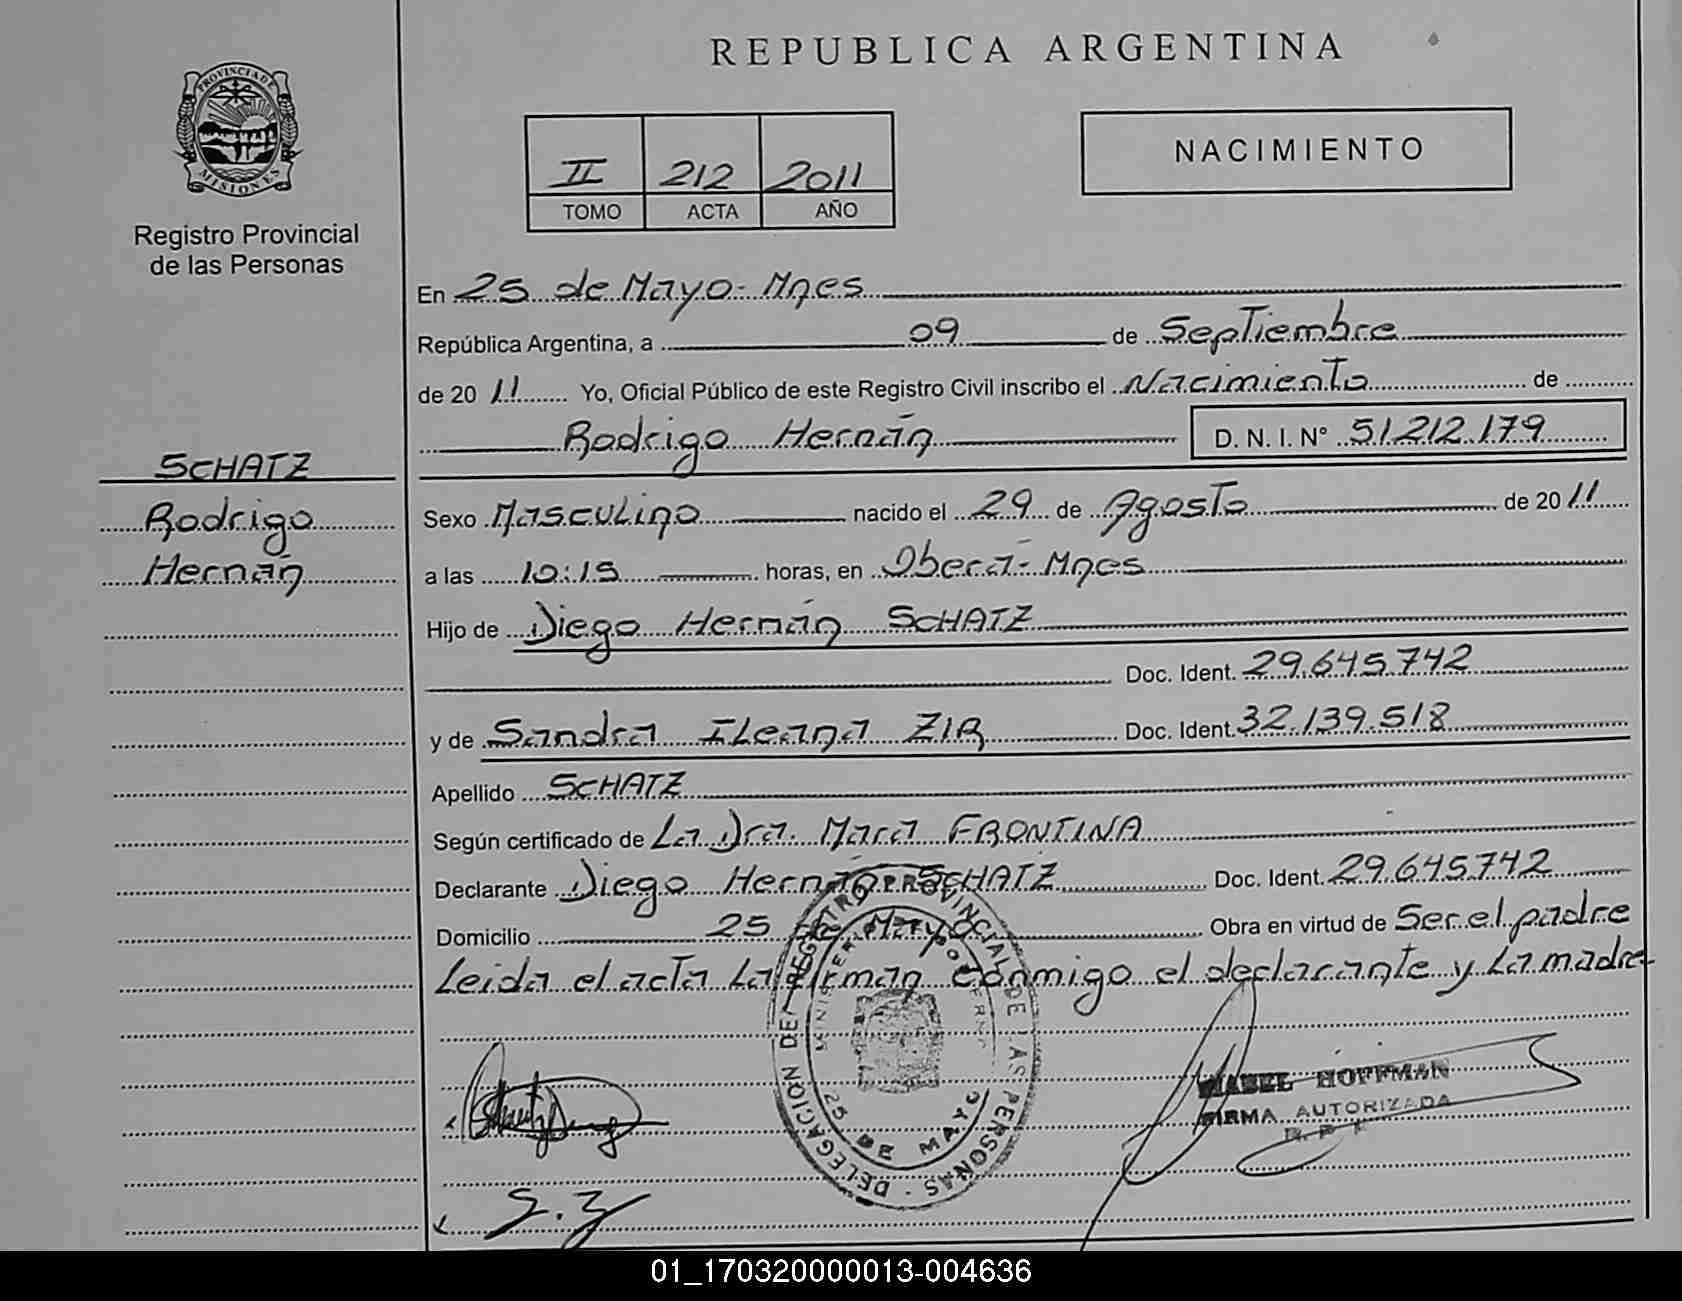 REPUBLICA ARGENTINA
PROVINCIA DE
MISIONES
Registro Provincial
de las Personas
II 212 2011
TOMO ACTA AÑO
NACIMIENTO
En 25 de Mayo - Mnes
República Argentina, a 09 de Septiembre
de 20 11 Yo, Oficial Público de este Registro Civil inscribo el Nacimiento de
Rodrigo Hernán D. N. I. Nº 51.212.179
SCHATZ
Rodrigo
Hernán
Sexo Masculino nacido el 29 de Agosto de 20 11
a las 10:15 horas, en Oberá - Mnes
Hijo de Diego Hernán SCHATZ
Doc. Ident. 29.645.742
y de Sandra ILeana ZIR Doc. Ident. 32.139.518
Apellido SCHATZ
Según certificado de La Dra. Mara FRONTINA
Declarante Diego Hernán SCHATZ Doc. Ident. 29.645.742
Domicilio 25 de Mayo Obra en virtud de Ser el padre
Leida el acta La firman conmigo el declarante y La madre
DELEGACION DEL REGISTRO PROVINCIAL DE LAS PERSONAS
MINISTERIO DE GOBIERNO
25 DE MAYO
HOFFMAN
FIRMA AUTORIZADA
S.Z
01_170320000013-004636